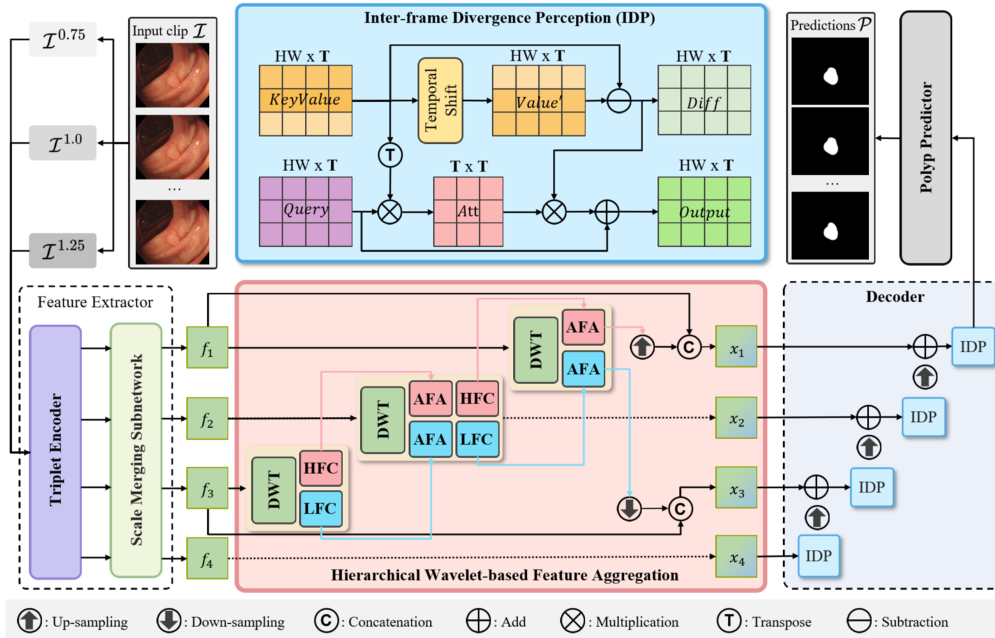 Input clip I
I^0.75
I^1.0
I^1.25
...
Inter-frame Divergence Perception (IDP)
HW x T
KeyValue
Temporal Shift
HW x T
Value'
HW x T
Diff
T
HW x T
Query
T x T
Att
HW x T
Output
Predictions P
...
Polyp Predictor
Feature Extractor
Triplet Encoder
Scale Merging Subnetwork
f1
f2
f3
f4
DWT
HFC
LFC
DWT
AFA
HFC
AFA
LFC
DWT
AFA
AFA
C
C
Hierarchical Wavelet-based Feature Aggregation
x1
x2
x3
x4
Decoder
IDP
IDP
IDP
IDP
: Up-sampling
: Down-sampling
C : Concatenation
: Add
: Multiplication
T : Transpose
: Subtraction